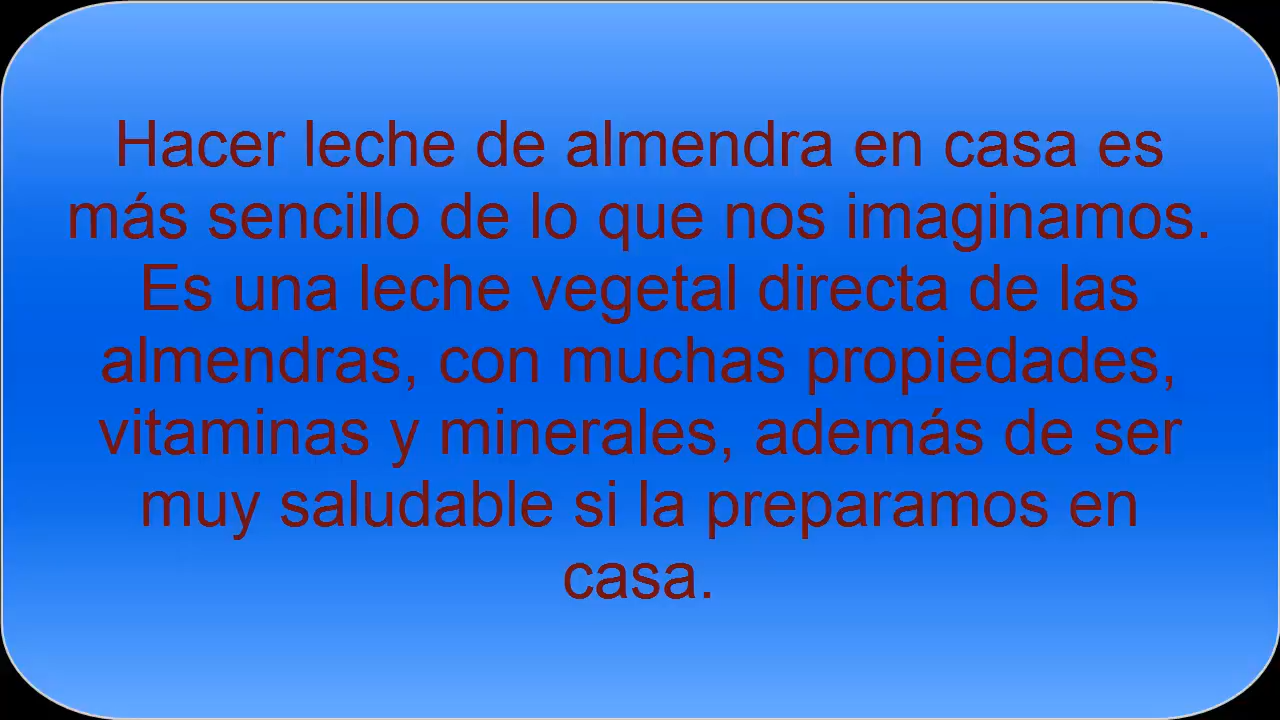 Hacer leche de almendra en casa es
más sencillo de lo que nos imaginamos.
Es una leche vegetal directa de las
almendras, con muchas propiedades,
vitaminas y minerales, además de ser
muy saludable si la preparamos en
casa.